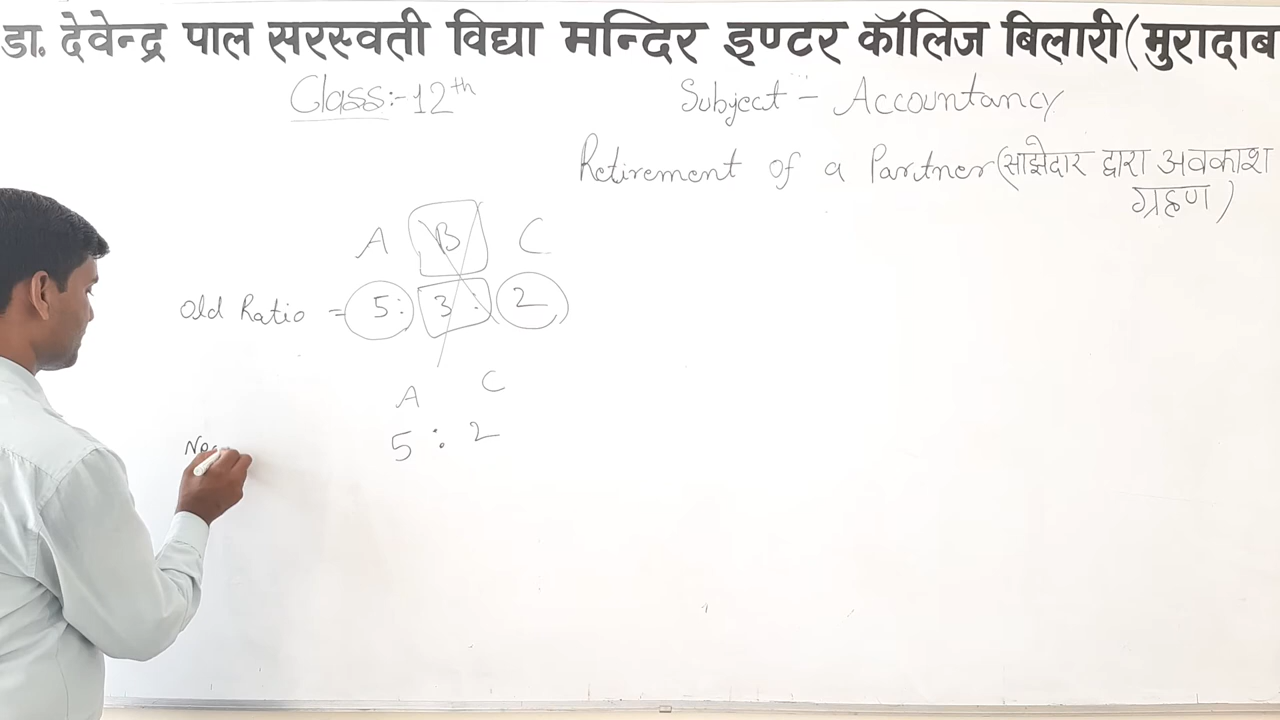 डा. देवेन्द्र पाल सरस्वती विद्या मन्दिर इण्टर कॉलिज बिलारी (मुरादाब
Class:- 12th
Subject - Accountancy
Retirement of a Partner (साझेदार द्वारा अवकाश
ग्रहण)
A B C
Old Ratio = 5 : 3 : 2
A C
5 : 2